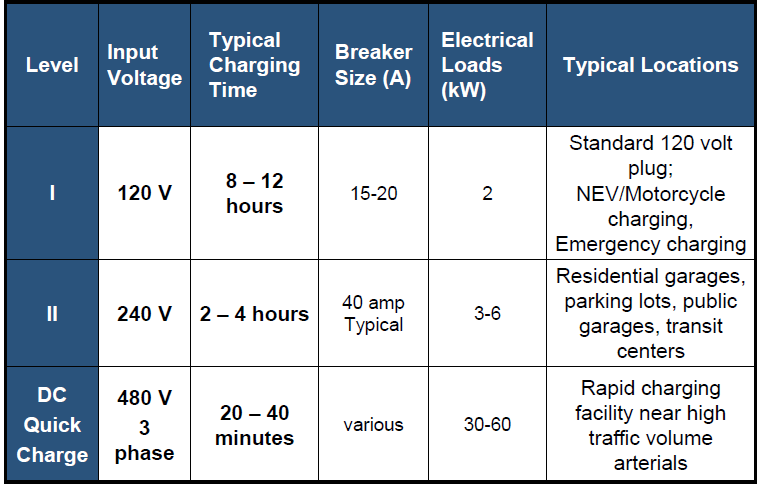 Level
Input
Voltage
Typical
Charging
Time
Breaker
Size (A)
Electrical
Loads
(kW)
Typical Locations
I
120 V
8 – 12
hours
15-20
2
Standard 120 volt
plug;
NEV/Motorcycle
charging,
Emergency charging
II
240 V
2 – 4 hours
40 amp
Typical
3-6
Residential garages,
parking lots, public
garages, transit
centers
DC
Quick
Charge
480 V
3
phase
20 – 40
minutes
various
30-60
Rapid charging
facility near high
traffic volume
arterials